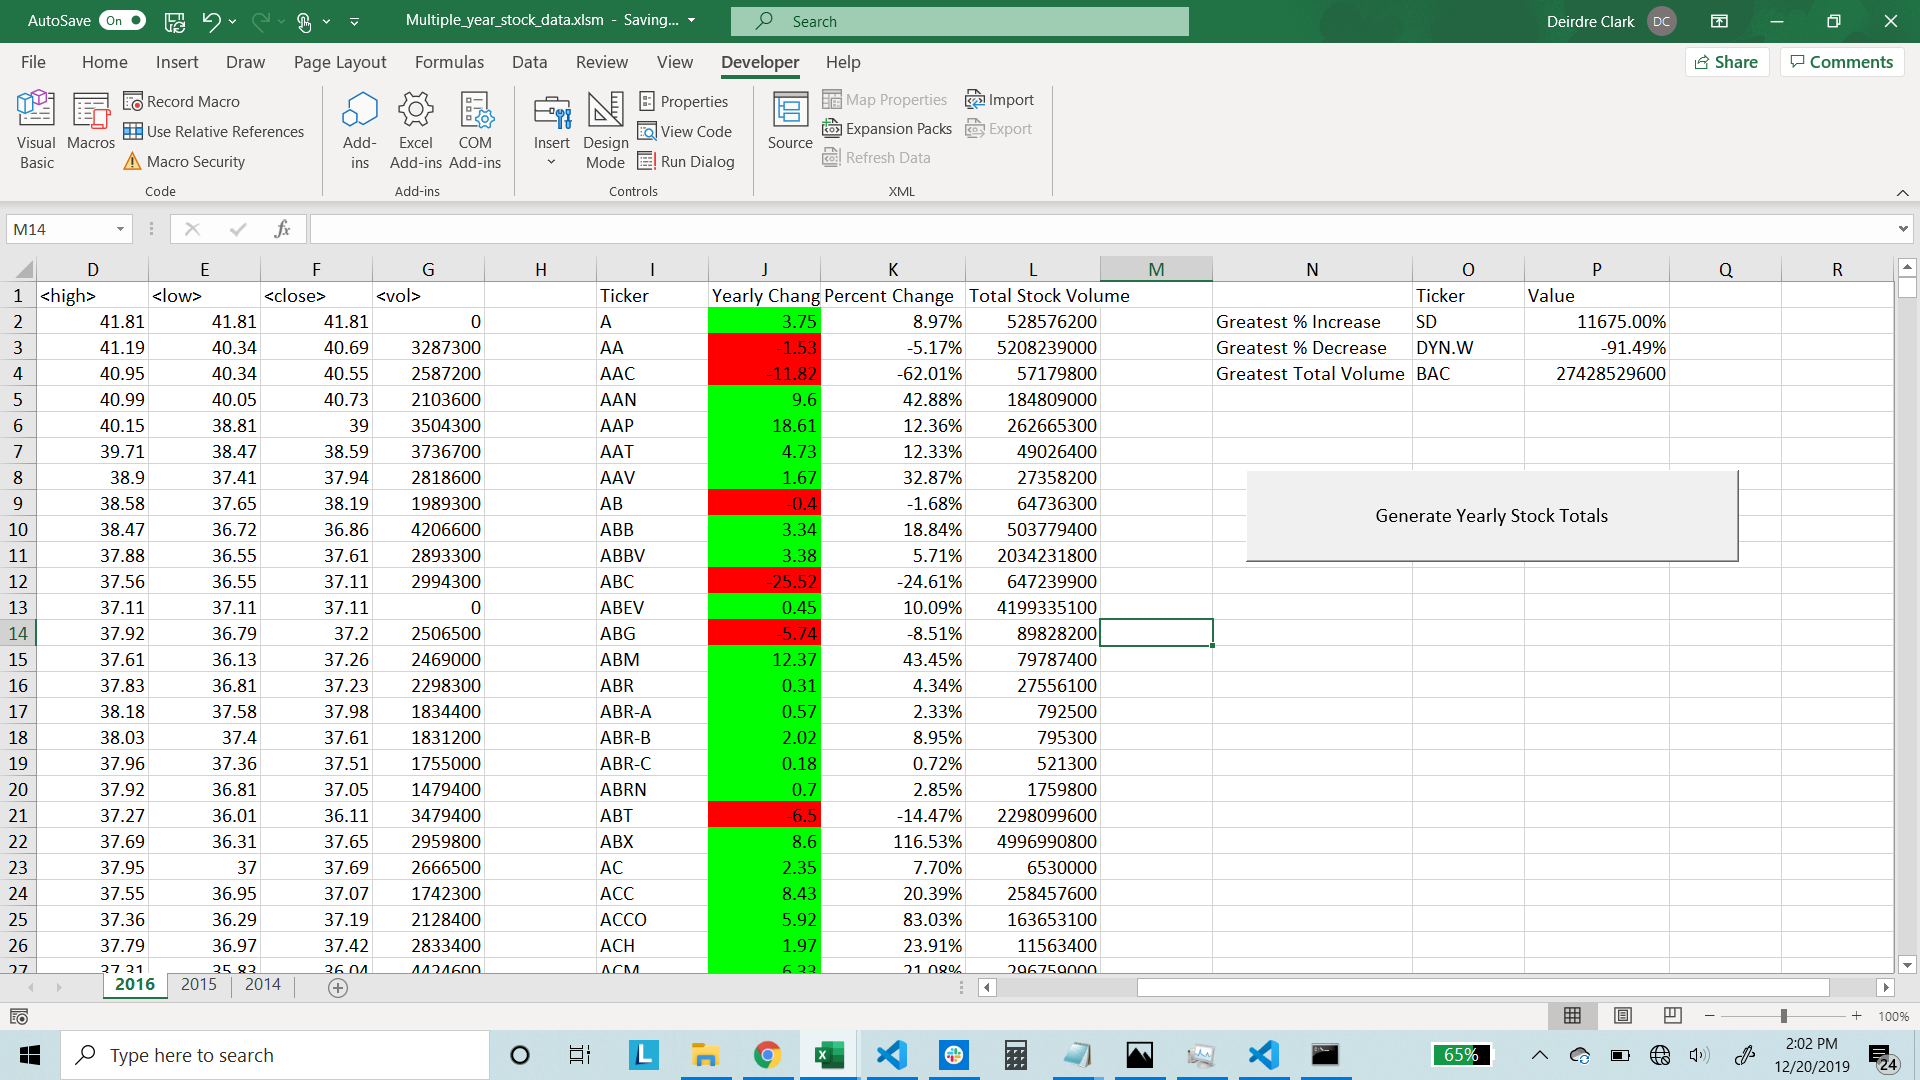 AutoSave On Multiple_year_stock_data.xlsm - Saving... Search Deirdre Clark DC
File Home Insert Draw Page Layout Formulas Data Review View Developer Help Share Comments
Visual Basic
Macros
Record Macro
Use Relative References
Macro Security
Code
Add-ins
Excel Add-ins
COM Add-ins
Add-ins
Insert
Design Mode
Properties
View Code
Run Dialog
Controls
Source
Map Properties
Expansion Packs
Refresh Data
Import
Export
XML
M14 fx
D E F G H I J K L M N O P Q R
1 <high> <low> <close> <vol> Ticker Yearly Chang Percent Change Total Stock Volume Ticker Value
2 41.81 41.81 41.81 0 A 3.75 8.97% 528576200 Greatest % Increase SD 11675.00%
3 41.19 40.34 40.69 3287300 AA -1.53 -5.17% 5208239000 Greatest % Decrease DYN.W -91.49%
4 40.95 40.34 40.55 2587200 AAC -11.82 -62.01% 57179800 Greatest Total Volume BAC 27428529600
5 40.99 40.05 40.73 2103600 AAN 9.6 42.88% 184809000
6 40.15 38.81 39 3504300 AAP 18.61 12.36% 262665300
7 39.71 38.47 38.59 3736700 AAT 4.73 12.33% 49026400
8 38.9 37.41 37.94 2818600 AAV 1.67 32.87% 27358200
9 38.58 37.65 38.19 1989300 AB -0.4 -1.68% 64736300
10 38.47 36.72 36.86 4206600 ABB 3.34 18.84% 503779400
Generate Yearly Stock Totals
11 37.88 36.55 37.61 2893300 ABBV 3.38 5.71% 2034231800
12 37.56 36.55 37.11 2994300 ABC -25.52 -24.61% 647239900
13 37.11 37.11 37.11 0 ABEV 0.45 10.09% 4199335100
14 37.92 36.79 37.2 2506500 ABG -5.74 -8.51% 89828200
15 37.61 36.13 37.26 2469000 ABM 12.37 43.45% 79787400
16 37.83 36.81 37.23 2298300 ABR 0.31 4.34% 27556100
17 38.18 37.58 37.98 1834400 ABR-A 0.57 2.33% 792500
18 38.03 37.4 37.61 1831200 ABR-B 2.02 8.95% 795300
19 37.96 37.36 37.51 1755000 ABR-C 0.18 0.72% 521300
20 37.92 36.81 37.05 1479400 ABRN 0.7 2.85% 1759800
21 37.27 36.01 36.11 3479400 ABT -6.5 -14.47% 2298099600
22 37.69 36.31 37.65 2959800 ABX 8.6 116.53% 4996990800
23 37.95 37 37.69 2666500 AC 2.35 7.70% 6530000
24 37.55 36.95 37.07 1742300 ACC 8.43 20.39% 258457600
25 37.36 36.29 37.19 2128400 ACCO 5.92 83.03% 163653100
26 37.79 36.97 37.42 2833400 ACH 1.97 23.91% 11563400
27 37.31 35.83 36.04 4424600 ACM 6.33 21.08% 296759000
2016 2015 2014
100%
Type here to search
L
65%
2:02 PM
12/20/2019
24